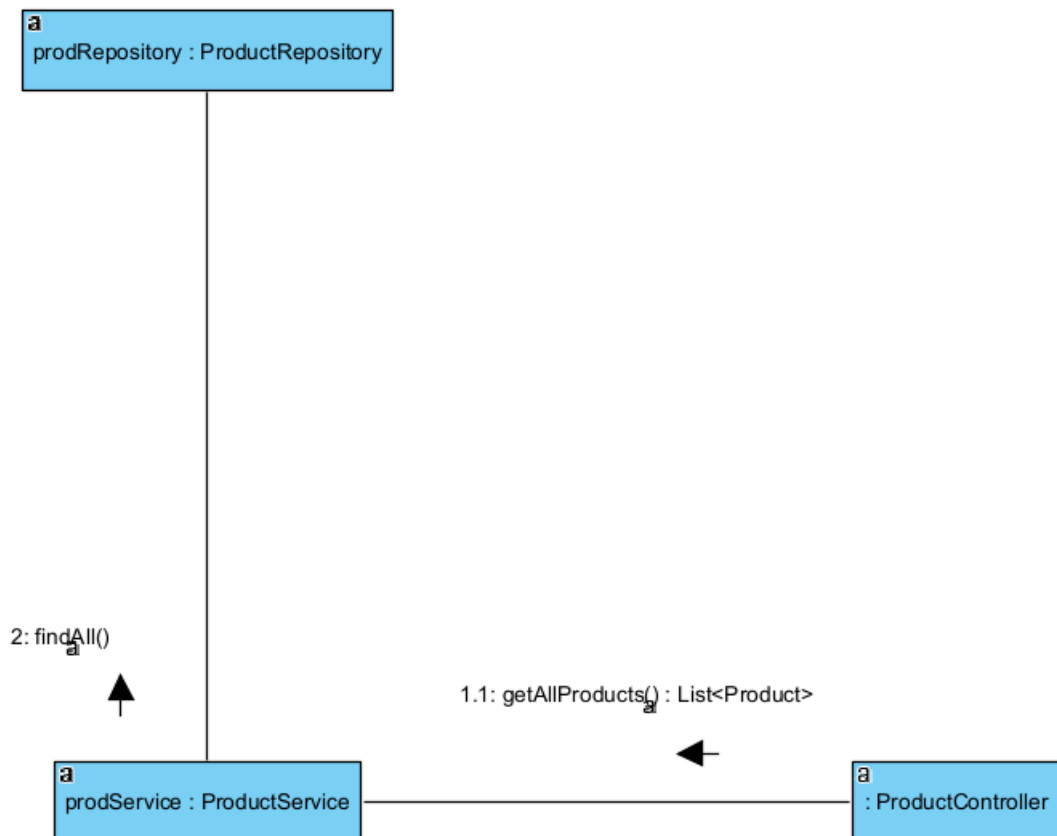 a
prodRepository : ProductRepository
2: findAll()
a
1.1: getAllProducts() : List<Product>
a
a
prodService : ProductService
a
: ProductController